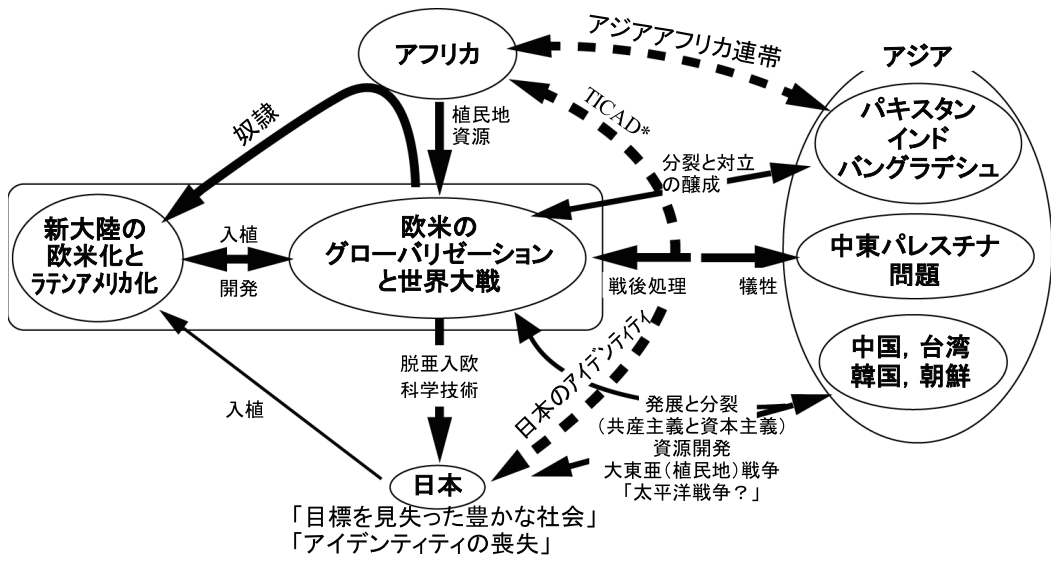 アフリカ
アジアアフリカ連帯
アジア
奴隷
植民地
資源
TICAD*
パキスタン
インド
バングラデシュ
分裂と対立
の醸成
新大陸の
欧米化と
ラテンアメリカ化
入植
開発
欧米の
グローバリゼーション
と世界大戦
戦後処理
犠牲
中東パレスチナ
問題
脱亜入欧
科学技術
日本のアイデンティティ
中国，台湾
韓国，朝鮮
入植
発展と分裂
（共産主義と資本主義）
資源開発
大東亜（植民地）戦争
「太平洋戦争？」
日本
「目標を見失った豊かな社会」
「アイデンティティの喪失」